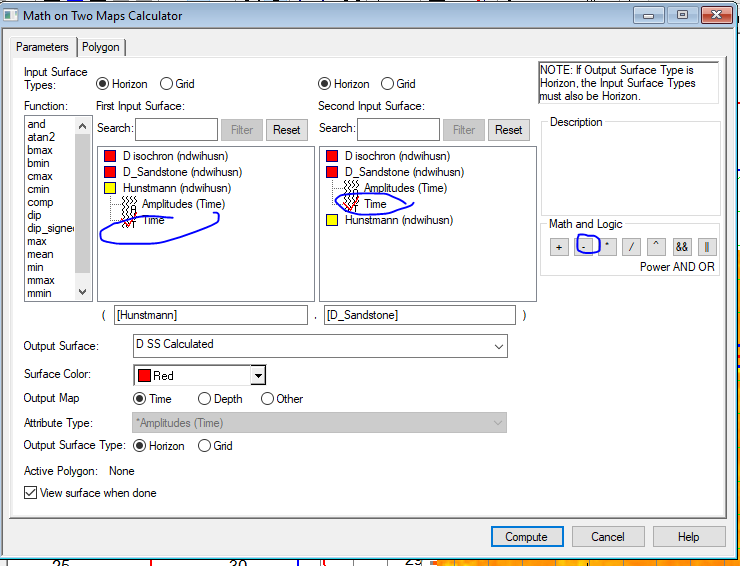 Math on Two Maps Calculator
Parameters Polygon
Input Surface Types: Horizon Grid Horizon Grid
NOTE: If Output Surface Type is
Horizon, the Input Surface Types
must also be Horizon.
Function: First Input Surface: Second Input Surface:
Search: Filter Reset Search: Filter Reset
Description
and
atan2
bmax
bmin
cmax
cmin
comp
dip
dip_signed
max
mean
min
mmax
mmin
D isochron (ndwihusn)
D_Sandstone (ndwihusn)
Hunstmann (ndwihusn)
Amplitudes (Time)
Time
D isochron (ndwihusn)
D_Sandstone (ndwihusn)
Amplitudes (Time)
Time
Hunstmann (ndwihusn)
Math and Logic
+ - * / ^ && ||
Power AND OR
( [Hunstmann] - [D_Sandstone] )
Output Surface: D SS Calculated
Surface Color: Red
Output Map Time Depth Other
Attribute Type: *Amplitudes (Time)
Output Surface Type: Horizon Grid
Active Polygon: None
View surface when done
Compute Cancel Help
25 30 29